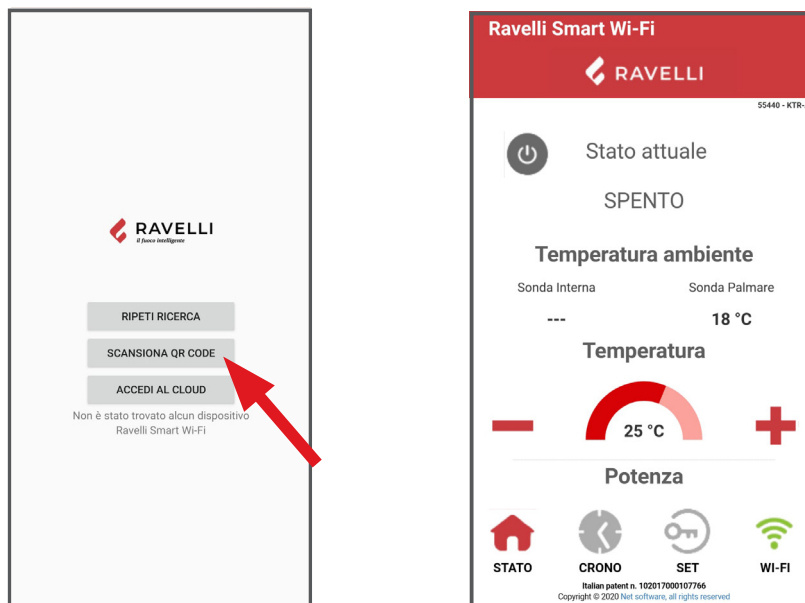 RAVELLI
il fuoco intelligente
RIPETI RICERCA
SCANSIONA QR CODE
ACCEDI AL CLOUD
Non è stato trovato alcun dispositivo
Ravelli Smart Wi-Fi
Ravelli Smart Wi-Fi
RAVELLI
55440 - KTR-
Stato attuale
SPENTO
Temperatura ambiente
Sonda Interna Sonda Palmare
--- 18 °C
Temperatura
25 °C
Potenza
STATO CRONO SET WI-FI
Italian patent n. 102017000107766
Copyright © 2020 Net software, all rights reserved